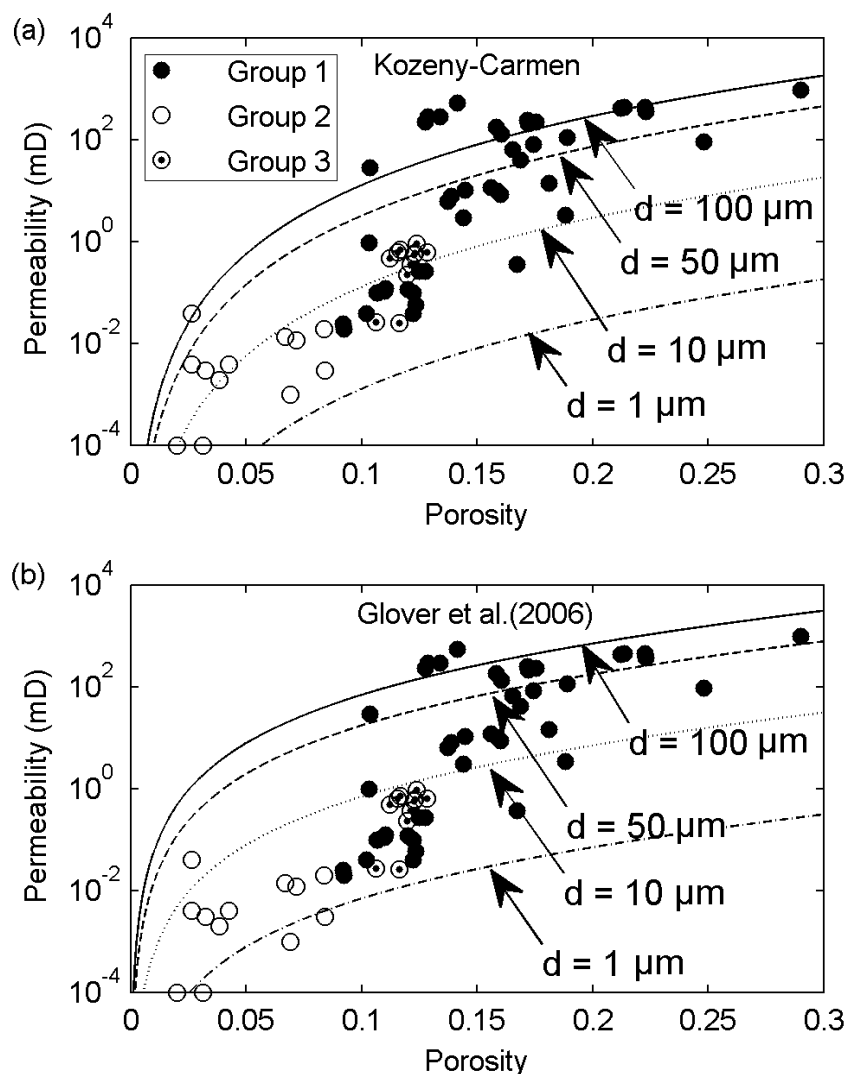 (a)
10^4
10^2
10^0
10^-2
10^-4
Permeability (mD)
Group 1
Group 2
Group 3
Kozeny-Carmen
d = 100 μm
d = 50 μm
d = 10 μm
d = 1 μm
0 0.05 0.1 0.15 0.2 0.25 0.3
Porosity
(b)
10^4
10^2
10^0
10^-2
10^-4
Permeability (mD)
Glover et al.(2006)
d = 100 μm
d = 50 μm
d = 10 μm
d = 1 μm
0 0.05 0.1 0.15 0.2 0.25 0.3
Porosity